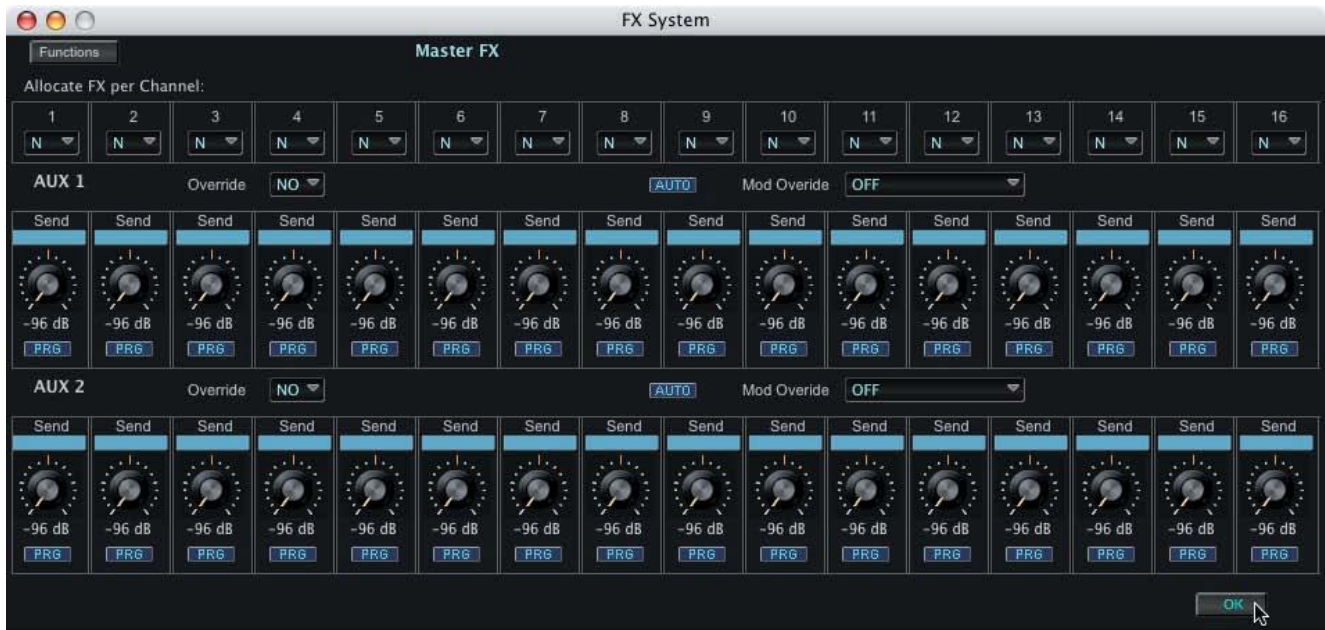 FX System
Functions
Master FX
Allocate FX per Channel:
1 2 3 4 5 6 7 8 9 10 11 12 13 14 15 16
N N N N N N N N N N N N N N N N
AUX 1 Override NO AUTO Mod Overide OFF
Send Send Send Send Send Send Send Send Send Send Send Send Send Send Send Send
-96 dB -96 dB -96 dB -96 dB -96 dB -96 dB -96 dB -96 dB -96 dB -96 dB -96 dB -96 dB -96 dB -96 dB -96 dB -96 dB
PRG PRG PRG PRG PRG PRG PRG PRG PRG PRG PRG PRG PRG PRG PRG PRG
AUX 2 Override NO AUTO Mod Overide OFF
Send Send Send Send Send Send Send Send Send Send Send Send Send Send Send Send
-96 dB -96 dB -96 dB -96 dB -96 dB -96 dB -96 dB -96 dB -96 dB -96 dB -96 dB -96 dB -96 dB -96 dB -96 dB -96 dB
PRG PRG PRG PRG PRG PRG PRG PRG PRG PRG PRG PRG PRG PRG PRG PRG
OK